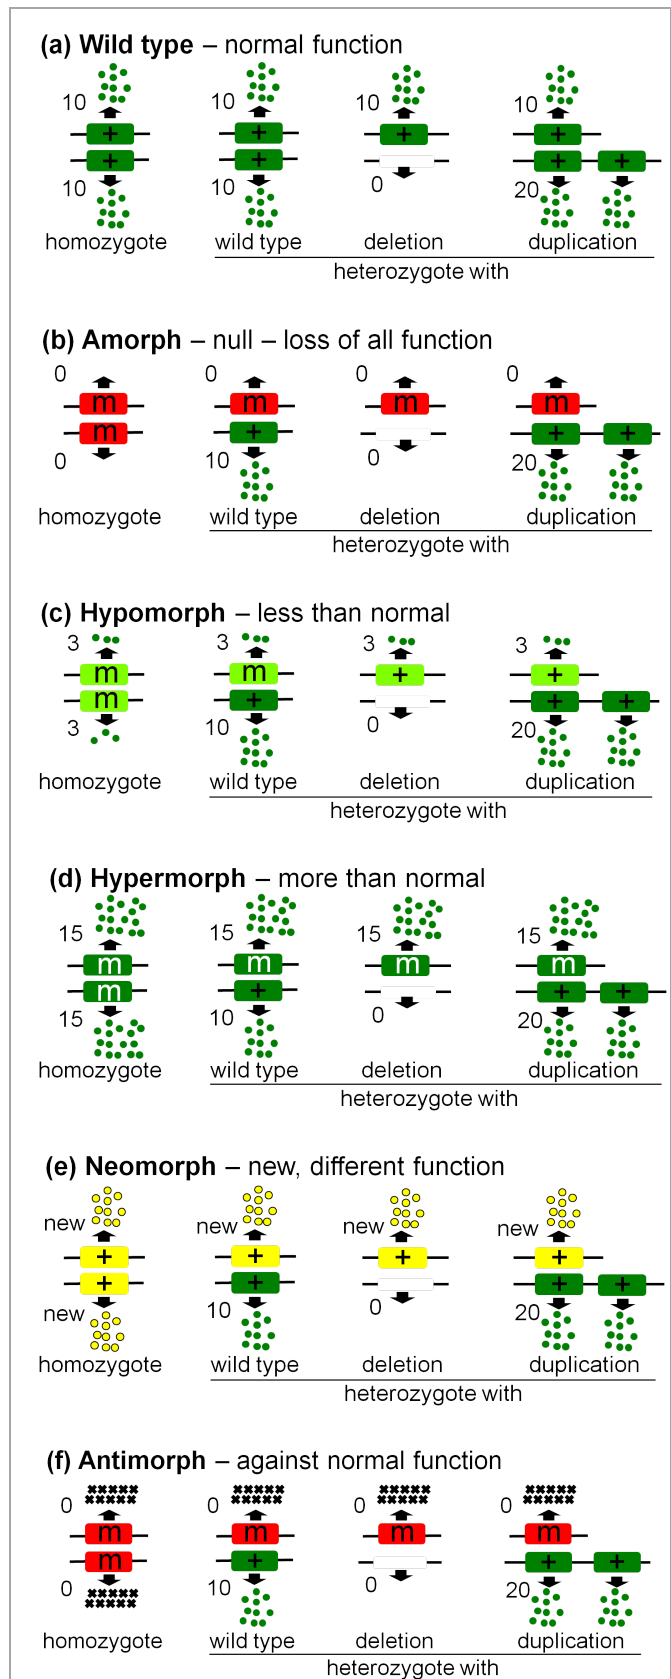 (a) Wild type – normal function
10 10 10 10
+ + + +
+ + + +
10 10 0 20
homozygote wild type deletion duplication
heterozygote with
(b) Amorph – null – loss of all function
0 0 0 0
m m m m
m + + +
0 10 0 20
homozygote wild type deletion duplication
heterozygote with
(c) Hypomorph – less than normal
3 3 3 3
m m + +
m + + +
3 10 0 20
homozygote wild type deletion duplication
heterozygote with
(d) Hypermorph – more than normal
15 15 15 15
m m m m
m + + +
15 10 0 20
homozygote wild type deletion duplication
heterozygote with
(e) Neomorph – new, different function
new new new new
+ + + +
+ + + +
new 10 0 20
homozygote wild type deletion duplication
heterozygote with
(f) Antimorph – against normal function
0 0 0 0
m m m m
m + + +
0 10 0 20
homozygote wild type deletion duplication
heterozygote with